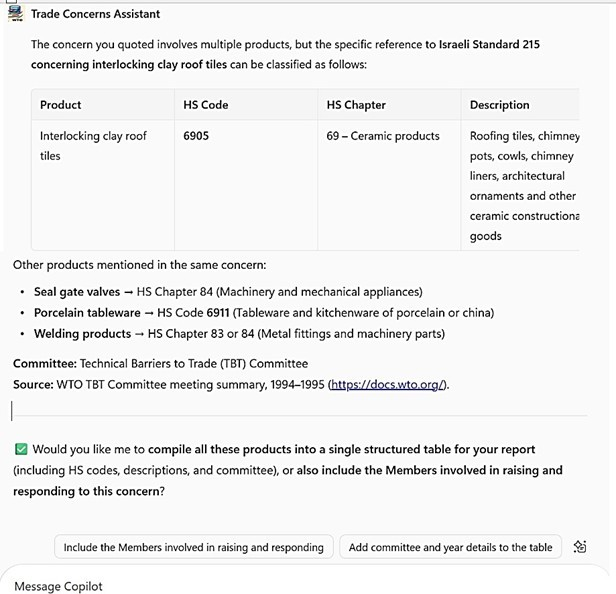 Trade Concerns Assistant
The concern you quoted involves multiple products, but the specific reference to Israeli Standard 215
concerning interlocking clay roof tiles can be classified as follows:
Product HS Code HS Chapter Description
Interlocking clay roof 6905 69 – Ceramic products Roofing tiles, chimney
tiles pots, cowls, chimney
liners, architectural
ornaments and other
ceramic constructiona
goods
Other products mentioned in the same concern:
• Seal gate valves → HS Chapter 84 (Machinery and mechanical appliances)
• Porcelain tableware → HS Code 6911 (Tableware and kitchenware of porcelain or china)
• Welding products → HS Chapter 83 or 84 (Metal fittings and machinery parts)
Committee: Technical Barriers to Trade (TBT) Committee
Source: WTO TBT Committee meeting summary, 1994–1995 (https://docs.wto.org/).
✅ Would you like me to compile all these products into a single structured table for your report
(including HS codes, descriptions, and committee), or also include the Members involved in raising and
responding to this concern?
Include the Members involved in raising and responding Add committee and year details to the table
Message Copilot